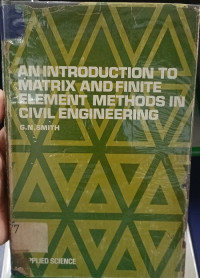 AN INTRODUCTION TO
MATRIX AND FINITE
ELEMENT METHODS IN
CIVIL ENGINEERING
G.N. SMITH
APPLIED SCIENCE